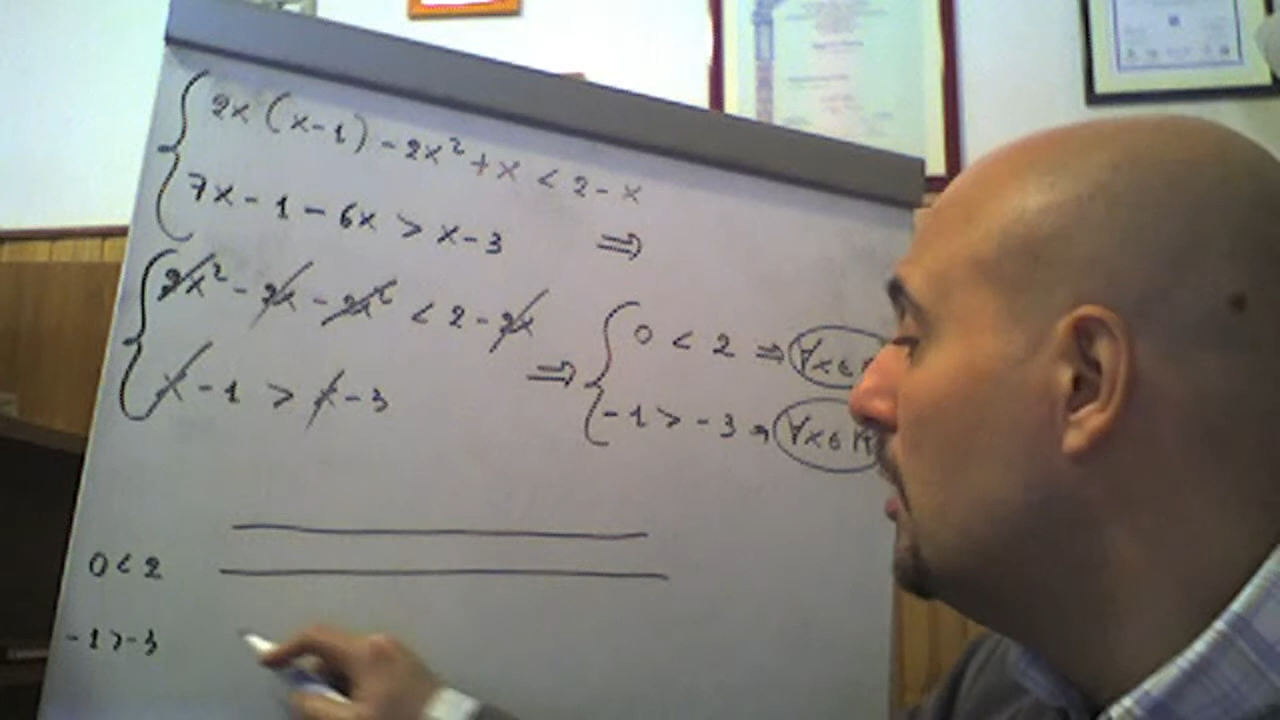 2x(x-1)-2x²+x<2-x
7x-1-6x>x-3 ⇒
2x²-2x-2x²<2-2x
x-1>x-3 ⇒
0<2 ⇒ ∀x∈
-1>-3 ⇒ ∀x∈R
0<2
-1>-3